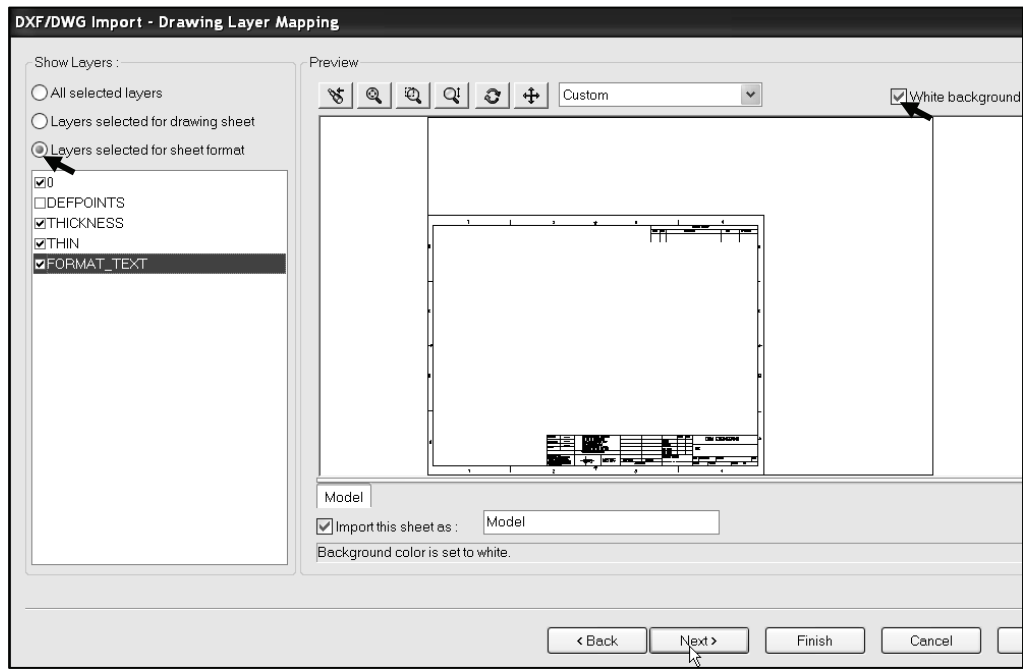 DXF/DWG Import - Drawing Layer Mapping
Show Layers :
All selected layers
Layers selected for drawing sheet
Layers selected for sheet format
0
DEFPOINTS
THICKNESS
THIN
FORMAT_TEXT
Preview
Custom
White background
Model
Import this sheet as :
Model
Background color is set to white.
< Back
Next >
Finish
Cancel